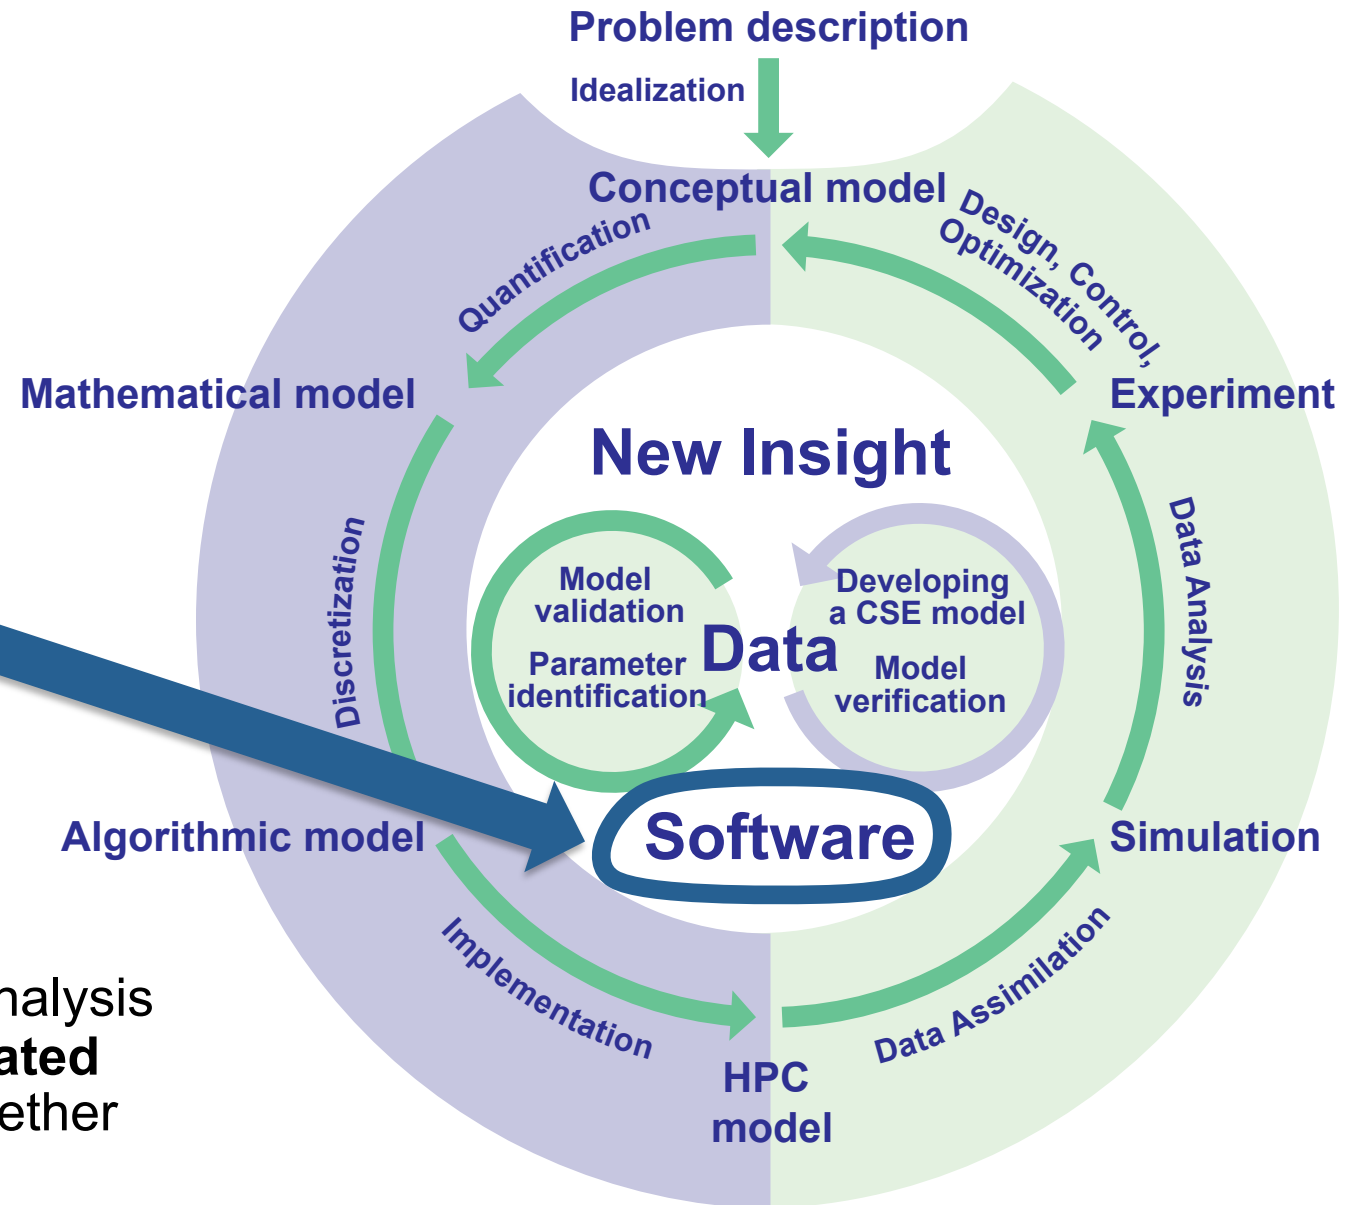 Problem description
Idealization
Conceptual model
Quantification
Design, Control,
Optimization
Mathematical model
Experiment
New Insight
Discretization
Data Analysis
Model
validation
Parameter
identification
Data
Developing
a CSE model
Model
verification
Software
Algorithmic model
Simulation
Implementation
Data Assimilation
HPC
model
nalysis
ated
ether